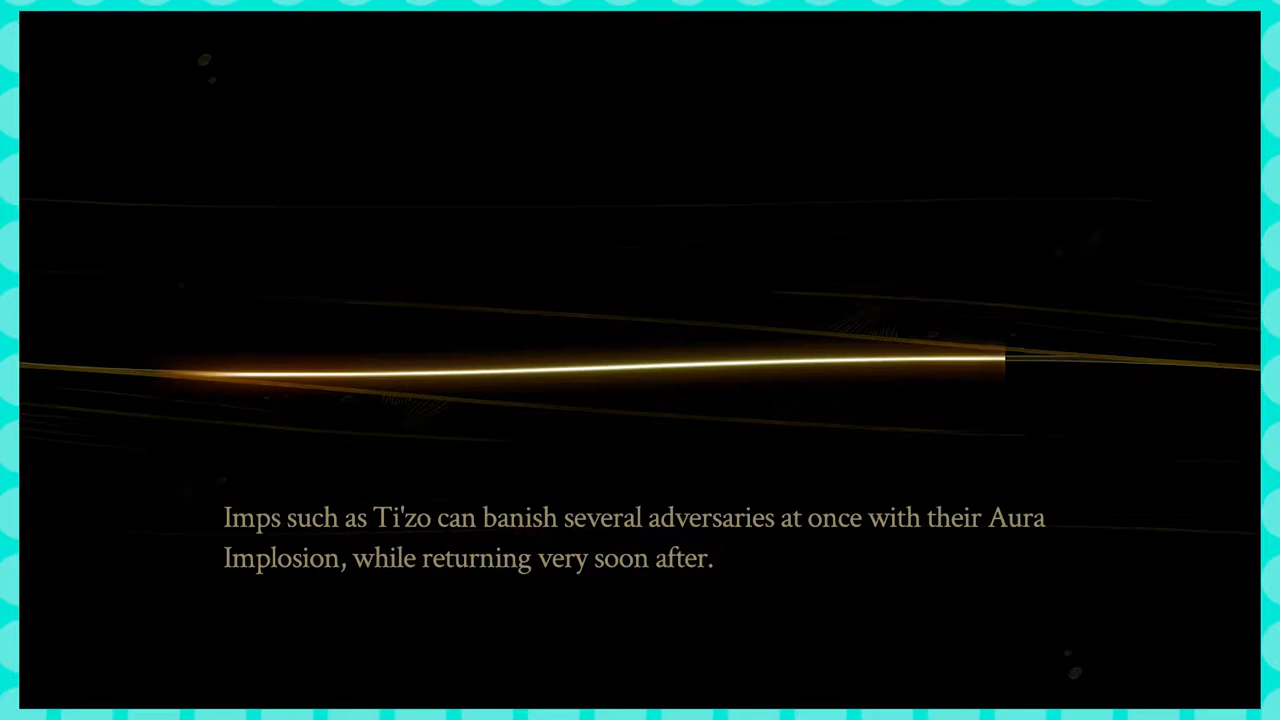 Imps such as Ti'zo can banish several adversaries at once with their Aura
Implosion, while returning very soon after.